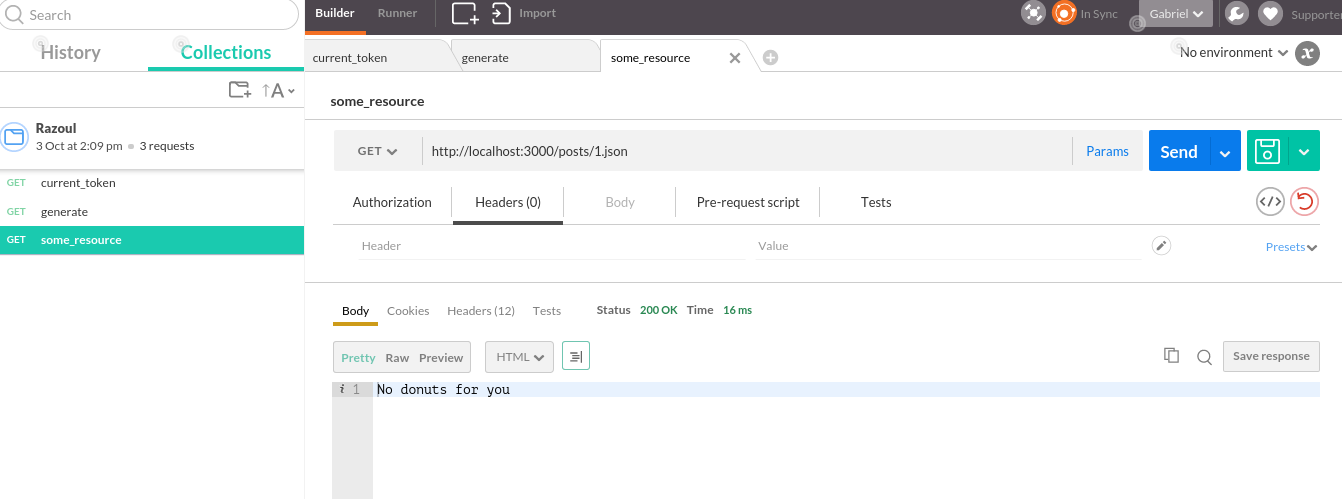 Search
Builder
Runner
Import
In Sync
Gabriel
Supporter
History
Collections
current_token
generate
some_resource
No environment
A
some_resource
Razoul
3 Oct at 2:09 pm
3 requests
GET
http://localhost:3000/posts/1.json
Params
Send
GET current_token
GET generate
GET some_resource
Authorization
Headers (0)
Body
Pre-request script
Tests
Header
Value
Presets
Body
Cookies
Headers (12)
Tests
Status 200 OK Time 16 ms
Pretty
Raw
Preview
HTML
Save response
i 1 No donuts for you